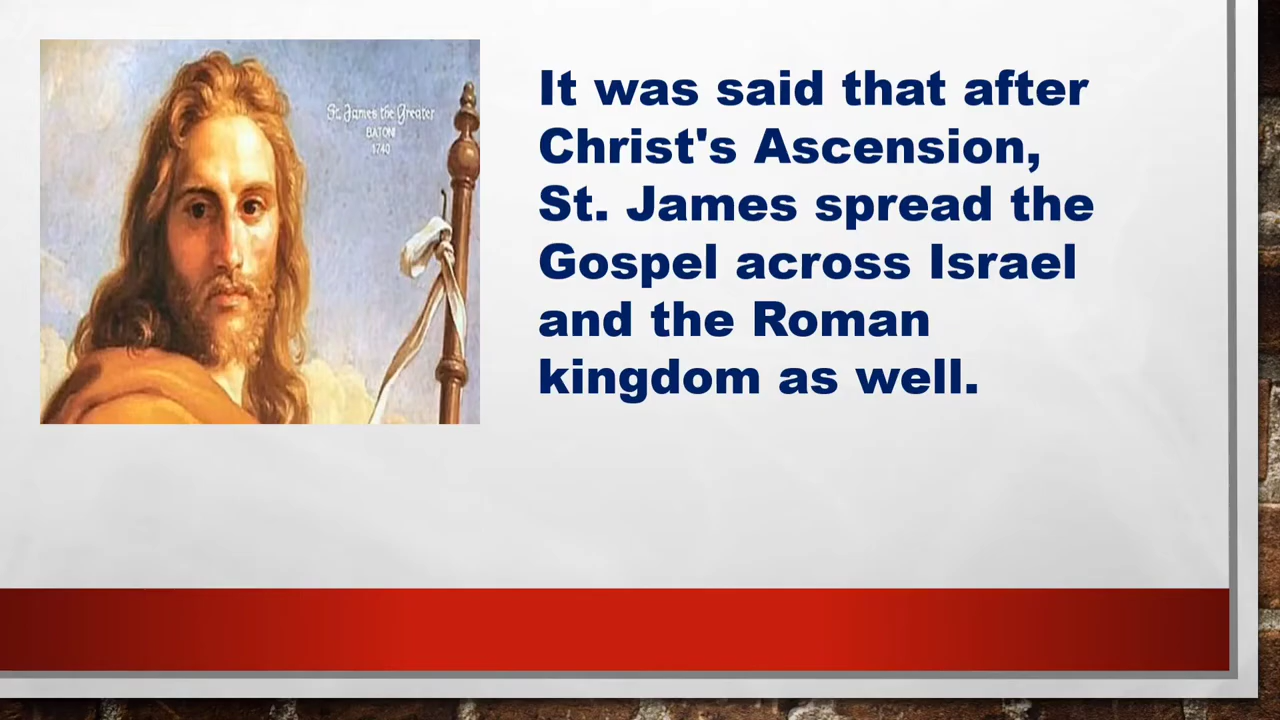 St. James the Greater
BATONI
1740
It was said that after
Christ's Ascension,
St. James spread the
Gospel across Israel
and the Roman
kingdom as well.